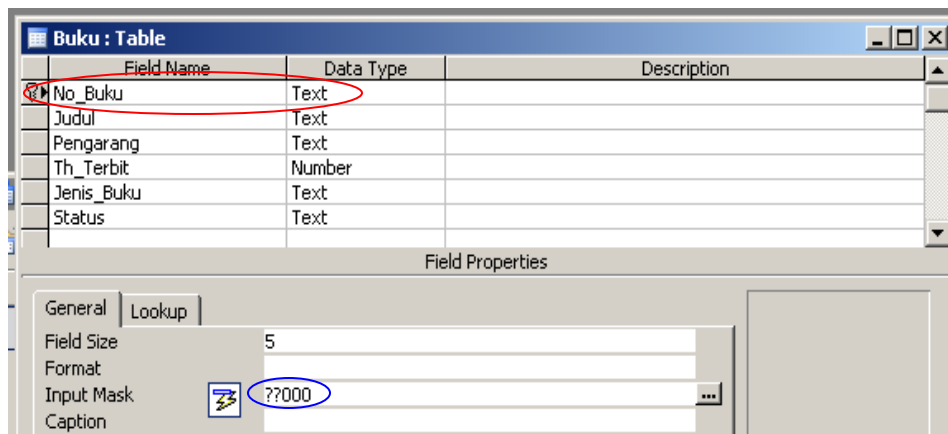 Buku : Table
Field Name Data Type Description
No_Buku Text
Judul Text
Pengarang Text
Th_Terbit Number
Jenis_Buku Text
Status Text
Field Properties
General Lookup
Field Size 5
Format
Input Mask ??000 ...
Caption